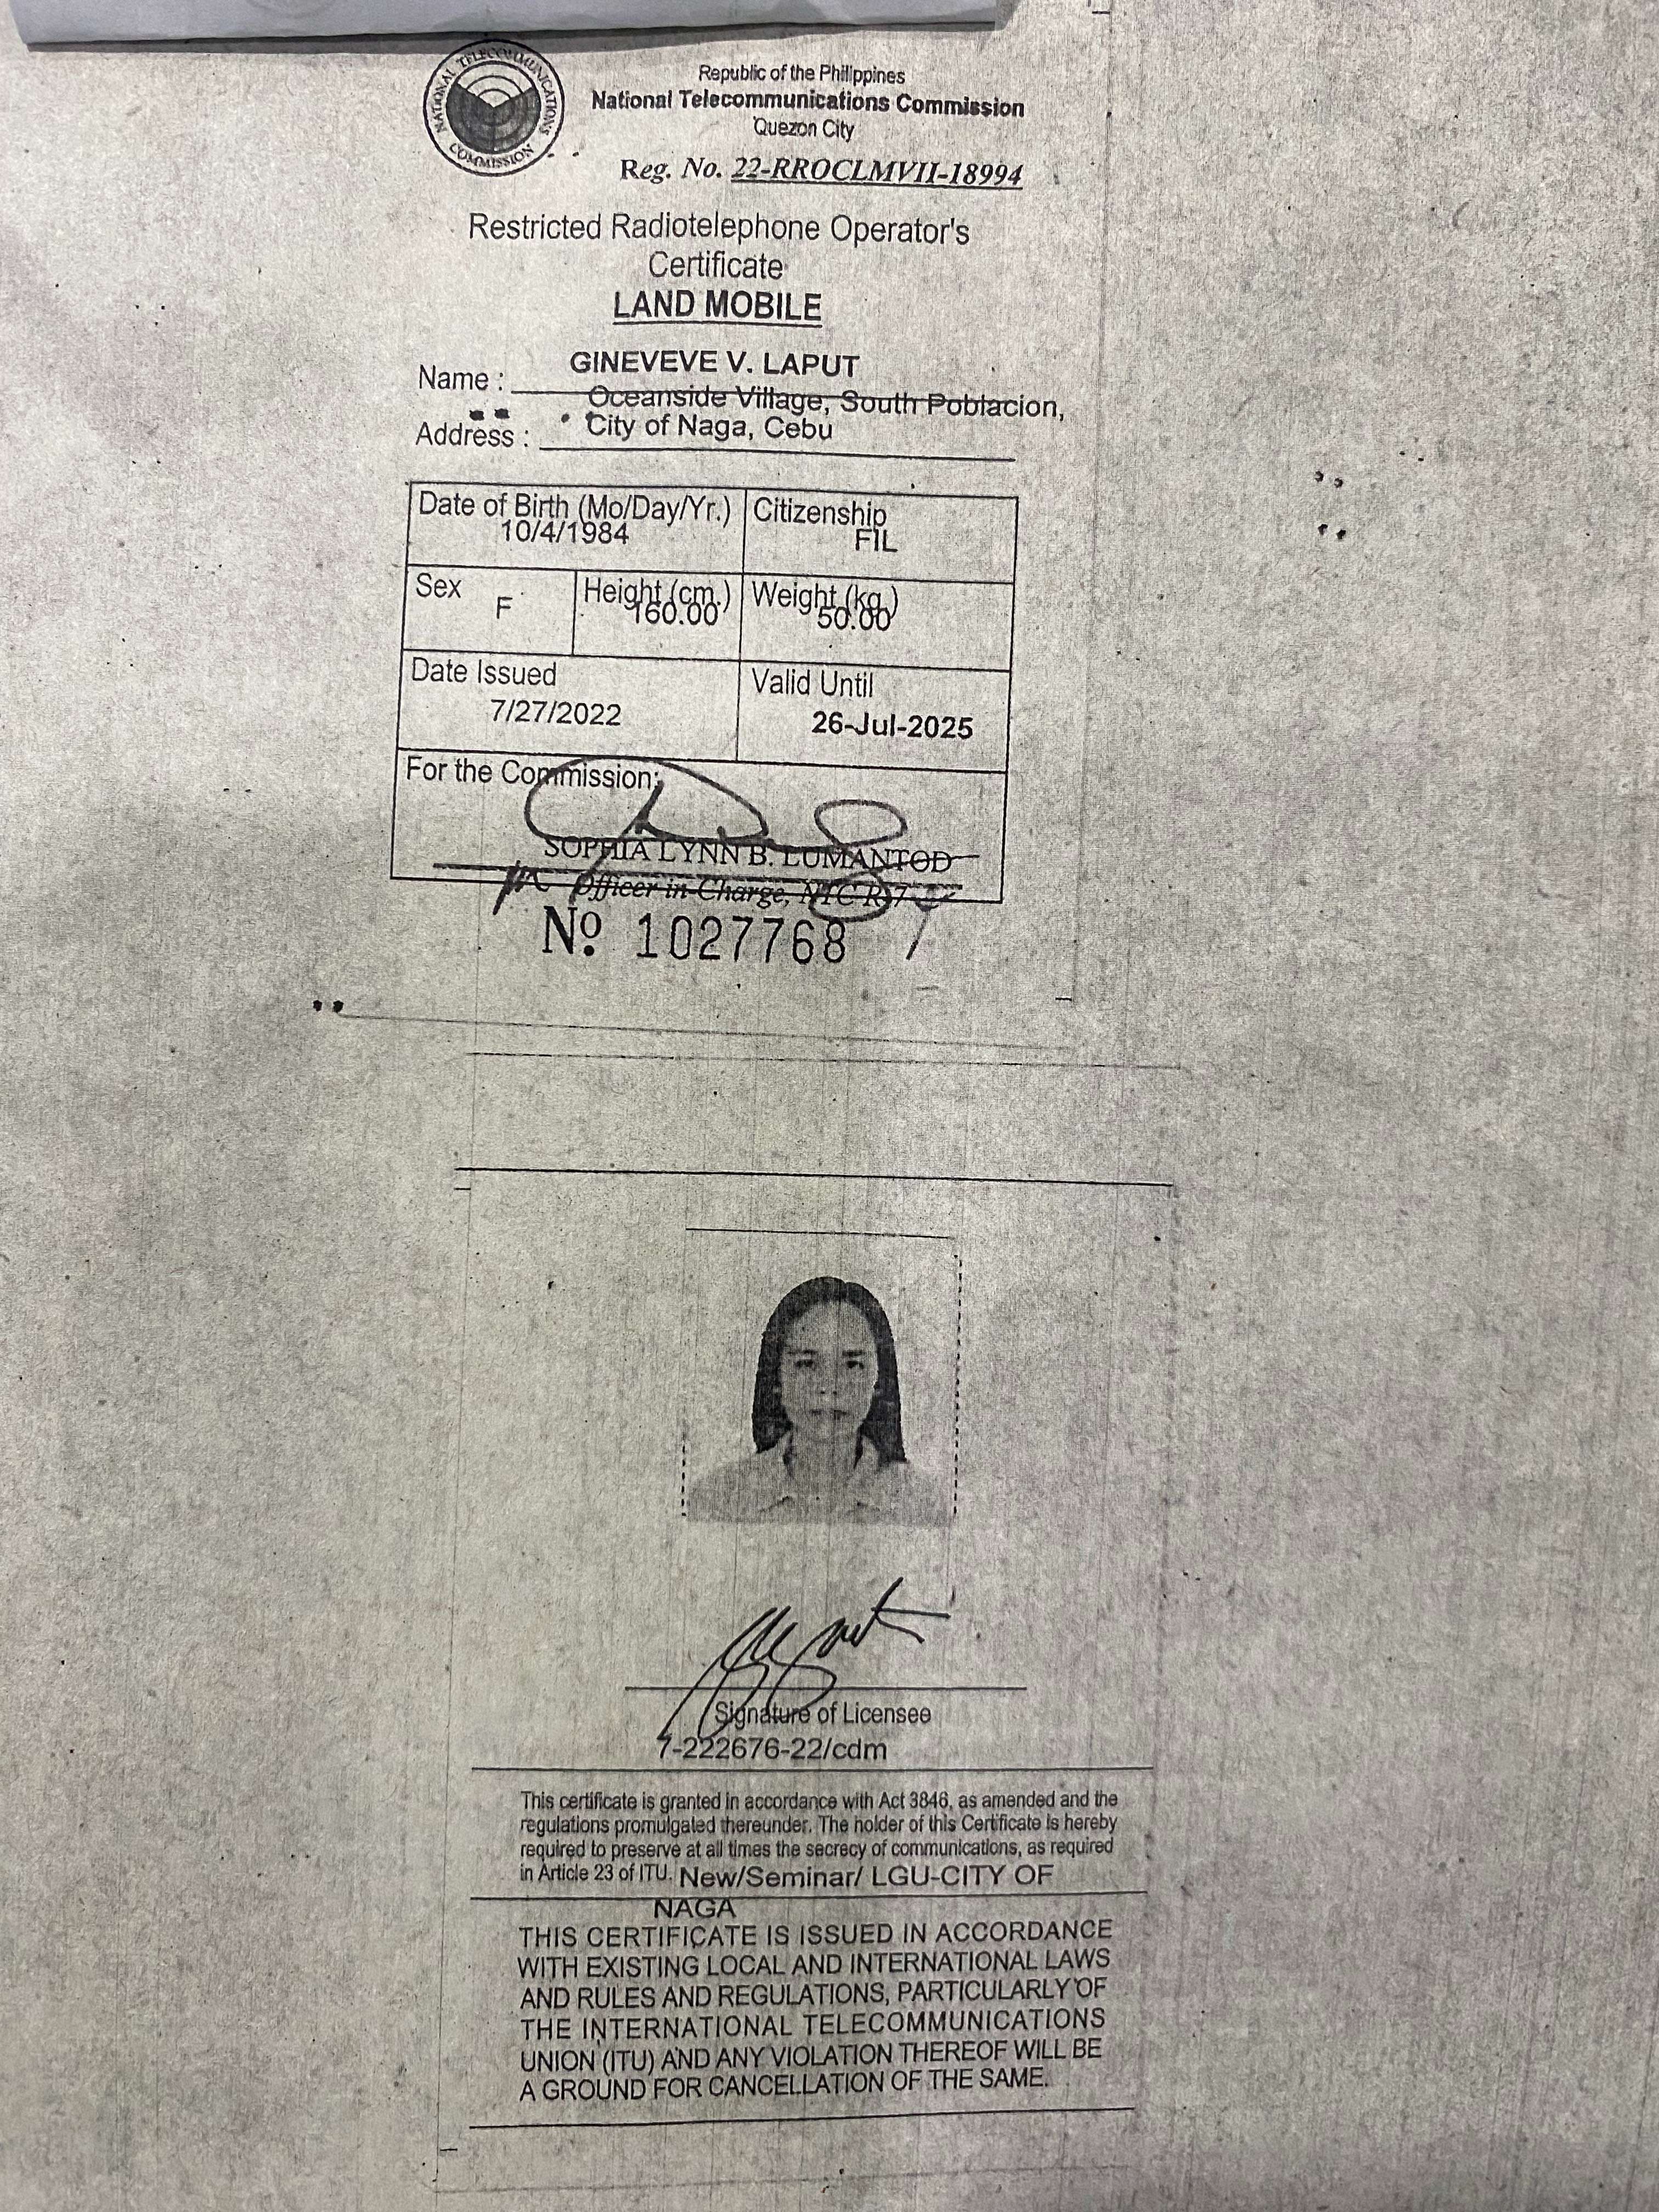 NATIONAL TELECOMMUNICATIONS COMMISSION
Republic of the Philippines
National Telecommunications Commission
Quezon City
Reg. No. 22-RROCLMVII-18994
Restricted Radiotelephone Operator's
Certificate
LAND MOBILE
Name : GINEVEVE V. LAPUT
Oceanside Village, South Poblacion,
Address : City of Naga, Cebu
Date of Birth (Mo/Day/Yr.) Citizenship
10/4/1984 FIL
Sex Height (cm.) Weight (kg.)
F 160.00 50.00
Date Issued Valid Until
7/27/2022 26-Jul-2025
For the Commission:
SOPHIA LYNN B. LUMANTOD
Officer-in-Charge, NTC R-7
Nº 1027768
Signature of Licensee
7-222676-22/cdm
This certificate is granted in accordance with Act 3846, as amended and the
regulations promulgated thereunder. The holder of this Certificate is hereby
required to preserve at all times the secrecy of communications, as required
in Article 23 of ITU. New/Seminar/ LGU-CITY OF
NAGA
THIS CERTIFICATE IS ISSUED IN ACCORDANCE
WITH EXISTING LOCAL AND INTERNATIONAL LAWS
AND RULES AND REGULATIONS, PARTICULARLY OF
THE INTERNATIONAL TELECOMMUNICATIONS
UNION (ITU) AND ANY VIOLATION THEREOF WILL BE
A GROUND FOR CANCELLATION OF THE SAME.